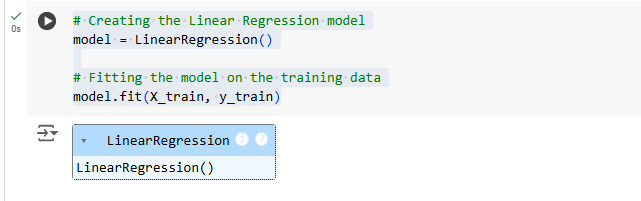 # Creating the Linear Regression model
model = LinearRegression()
# Fitting the model on the training data
model.fit(X_train, y_train)
0s
LinearRegression i ?
LinearRegression()